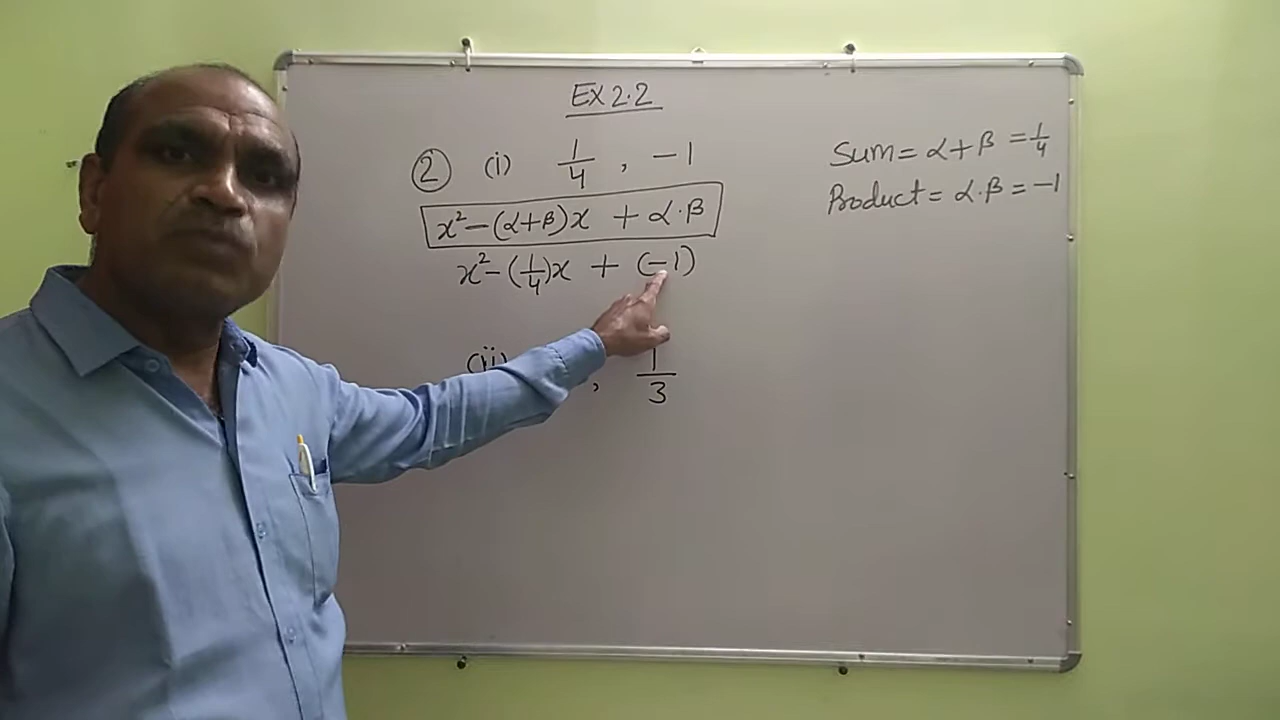 EX 2.2
② (i) 1/4 , -1
x² - (α+β)x + α·β
x² - (1/4)x + (-1)
(ii) , 1/3
Sum = α + β = 1/4
Product = α·β = -1